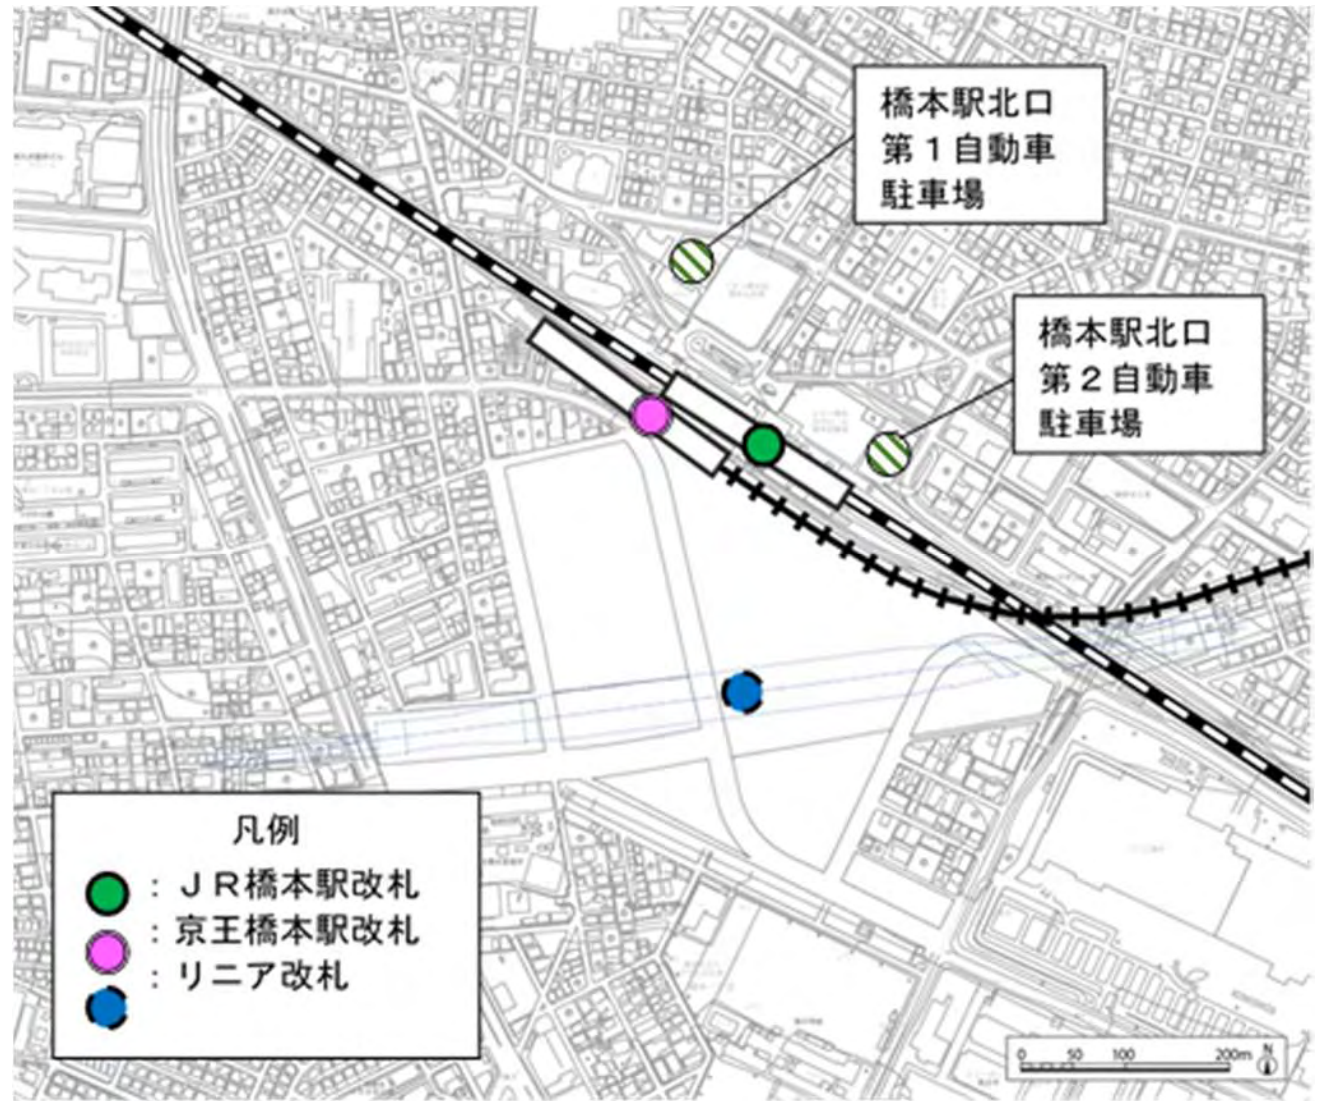 橋本駅北口
第１自動車
駐車場
橋本駅北口
第２自動車
駐車場
凡例
：ＪＲ橋本駅改札
：京王橋本駅改札
：リニア改札
0 50 100 200m
N